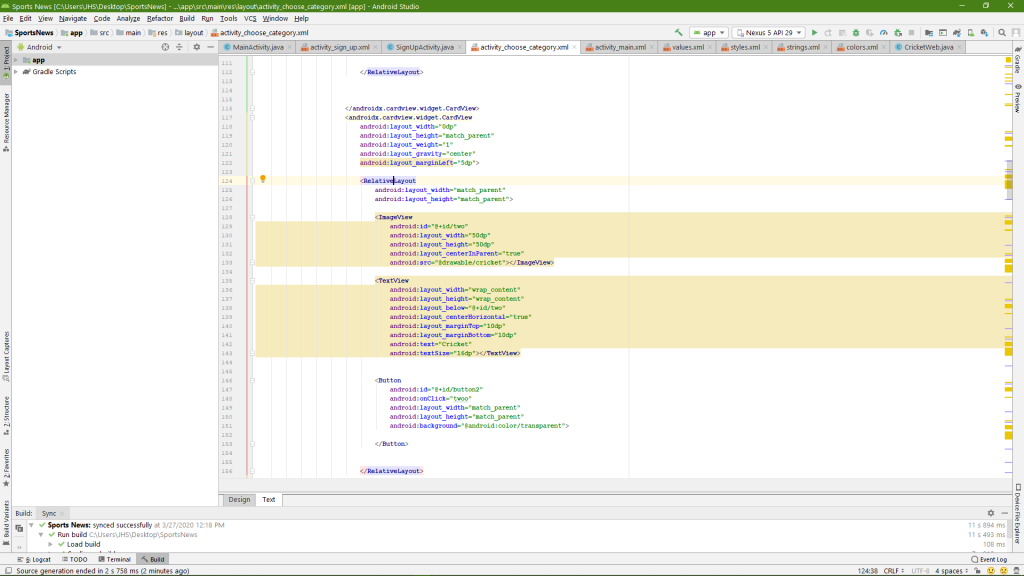 Sports News [C:\Users\JHS\Desktop\SportsNews] - ...\app\src\main\res\layout\activity_choose_category.xml [app] - Android Studio
File Edit View Navigate Code Analyze Refactor Build Run Tools VCS Window Help
SportsNews app src main res layout activity_choose_category.xml app Nexus 5 API 29
Android
MainActivity.java activity_sign_up.xml SignUpActivity.java activity_choose_category.xml activity_main.xml values.xml styles.xml strings.xml colors.xml CricketWeb.java
app
Gradle Scripts
1: Project
Resource Manager
Layout Captures
2: Structure
2: Favorites
Build Variants
Gradle
Preview
Device File Explorer
111
112 </RelativeLayout>
113
114
115
116 </androidx.cardview.widget.CardView>
117 <androidx.cardview.widget.CardView
118 android:layout_width="0dp"
119 android:layout_height="match_parent"
120 android:layout_weight="1"
121 android:layout_gravity="center"
122 android:layout_marginLeft="5dp">
123
124 <RelativeLayout
125 android:layout_width="match_parent"
126 android:layout_height="match_parent">
127
128 <ImageView
129 android:id="@+id/two"
130 android:layout_width="50dp"
131 android:layout_height="50dp"
132 android:layout_centerInParent="true"
133 android:src="@drawable/cricket"></ImageView>
134
135 <TextView
136 android:layout_width="wrap_content"
137 android:layout_height="wrap_content"
138 android:layout_below="@+id/two"
139 android:layout_centerHorizontal="true"
140 android:layout_marginTop="10dp"
141 android:layout_marginBottom="10dp"
142 android:text="Cricket"
143 android:textSize="16dp"></TextView>
144
145
146 <Button
147 android:id="@+id/button2"
148 android:onClick="twoo"
149 android:layout_width="match_parent"
150 android:layout_height="match_parent"
151 android:background="@android:color/transparent">
152
153 </Button>
154
155
156 </RelativeLayout>
Design Text
Build: Sync
Sports News: synced successfully at 3/27/2020 12:18 PM 11 s 894 ms
Run build C:\Users\JHS\Desktop\SportsNews 11 s 493 ms
Load build 108 ms
6: Logcat TODO Terminal Build Event Log
Source generation ended in 2 s 758 ms (2 minutes ago) 124:38 CRLF UTF-8 4 spaces